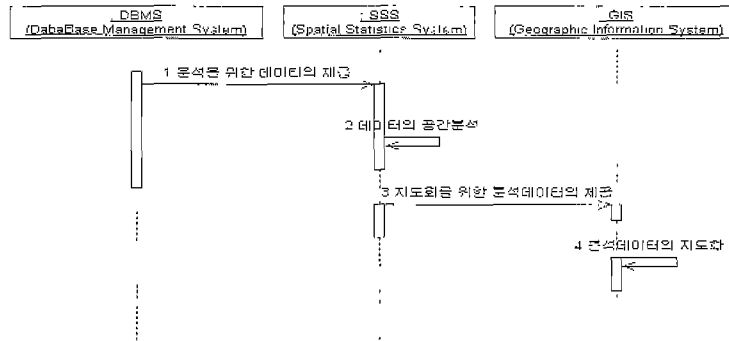 : DBMS
(DabaBase Management System)
: SSS
(Spatial Statistics System)
: GIS
(Geographic Information System)
1 분석을 위한 데이터의 제공
2 데이터의 공간분석
3 지도화를 위한 분석데이터의 제공
4 분석데이터의 지도화